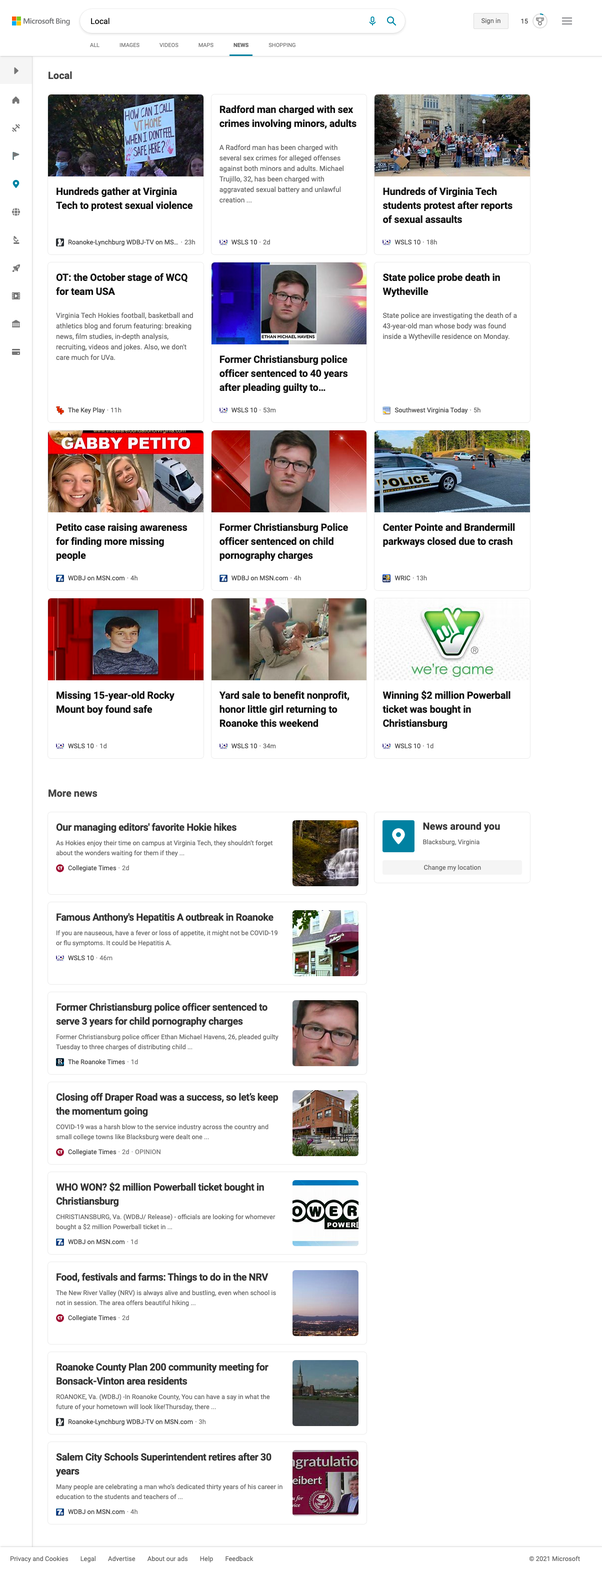 Microsoft Bing
Local
Sign in
15
ALL
IMAGES
VIDEOS
MAPS
NEWS
SHOPPING
Local
HOW CAN I CALL
VT HOME
WHEN I DON'T FEEL
SAFE HERE?
Hundreds gather at Virginia
Tech to protest sexual violence
Roanoke-Lynchburg WDBJ-TV on MS... · 23h
Radford man charged with sex
crimes involving minors, adults
A Radford man has been charged with
several sex crimes for alleged offenses
against both minors and adults. Michael
Trujillo, 32, has been charged with
aggravated sexual battery and unlawful
creation ...
WSLS 10 · 2d
Hundreds of Virginia Tech
students protest after reports
of sexual assaults
WSLS 10 · 18h
OT: the October stage of WCQ
for team USA
Virginia Tech Hokies football, basketball and
athletics blog and forum featuring: breaking
news, film studies, in-depth analysis,
recruiting, videos and jokes. Also, we don't
care much for UVa.
The Key Play · 11h
ETHAN MICHAEL HAVENS
Former Christiansburg police
officer sentenced to 40 years
after pleading guilty to...
WSLS 10 · 53m
State police probe death in
Wytheville
State police are investigating the death of a
43-year-old man whose body was found
inside a Wytheville residence on Monday.
Southwest Virginia Today · 5h
GABBY PETITO
Petito case raising awareness
for finding more missing
people
WDBJ on MSN.com · 4h
Former Christiansburg Police
officer sentenced on child
pornography charges
WDBJ on MSN.com · 4h
POLICE
Center Pointe and Brandermill
parkways closed due to crash
WRIC · 13h
Missing 15-year-old Rocky
Mount boy found safe
WSLS 10 · 1d
Yard sale to benefit nonprofit,
honor little girl returning to
Roanoke this weekend
WSLS 10 · 34m
®
we're game
Winning $2 million Powerball
ticket was bought in
Christiansburg
WSLS 10 · 1d
More news
Our managing editors' favorite Hokie hikes
As Hokies enjoy their time on campus at Virginia Tech, they shouldn't forget
about the wonders waiting for them if they ...
Collegiate Times · 2d
News around you
Blacksburg, Virginia
Change my location
Famous Anthony's Hepatitis A outbreak in Roanoke
If you are nauseous, have a fever or loss of appetite, it might not be COVID-19
or flu symptoms. It could be Hepatitis A.
WSLS 10 · 46m
Former Christiansburg police officer sentenced to
serve 3 years for child pornography charges
Former Christiansburg police officer Ethan Michael Havens, 26, pleaded guilty
Tuesday to three charges of distributing child ...
The Roanoke Times · 1d
Closing off Draper Road was a success, so let's keep
the momentum going
COVID-19 was a harsh blow to the service industry across the country and
small college towns like Blacksburg were dealt one ...
Collegiate Times · 2d · OPINION
WHO WON? $2 million Powerball ticket bought in
Christiansburg
CHRISTIANSBURG, Va. (WDBJ/ Release) - officials are looking for whomever
bought a $2 million Powerball ticket in ...
WDBJ on MSN.com · 1d
OWER
POWER
Food, festivals and farms: Things to do in the NRV
The New River Valley (NRV) is always alive and bustling, even when school is
not in session. The area offers beautiful hiking ...
Collegiate Times · 2d
Roanoke County Plan 200 community meeting for
Bonsack-Vinton area residents
ROANOKE, Va. (WDBJ) -In Roanoke County, You can have a say in what the
future of your hometown will look like!Thursday, there ...
Roanoke-Lynchburg WDBJ-TV on MSN.com · 3h
Salem City Schools Superintendent retires after 30
years
Many people are celebrating a man who's dedicated thirty years of his career in
education to the students and teachers of ...
WDBJ on MSN.com · 4h
ngratulatio
eibert
Privacy and Cookies
Legal
Advertise
About our ads
Help
Feedback
© 2021 Microsoft